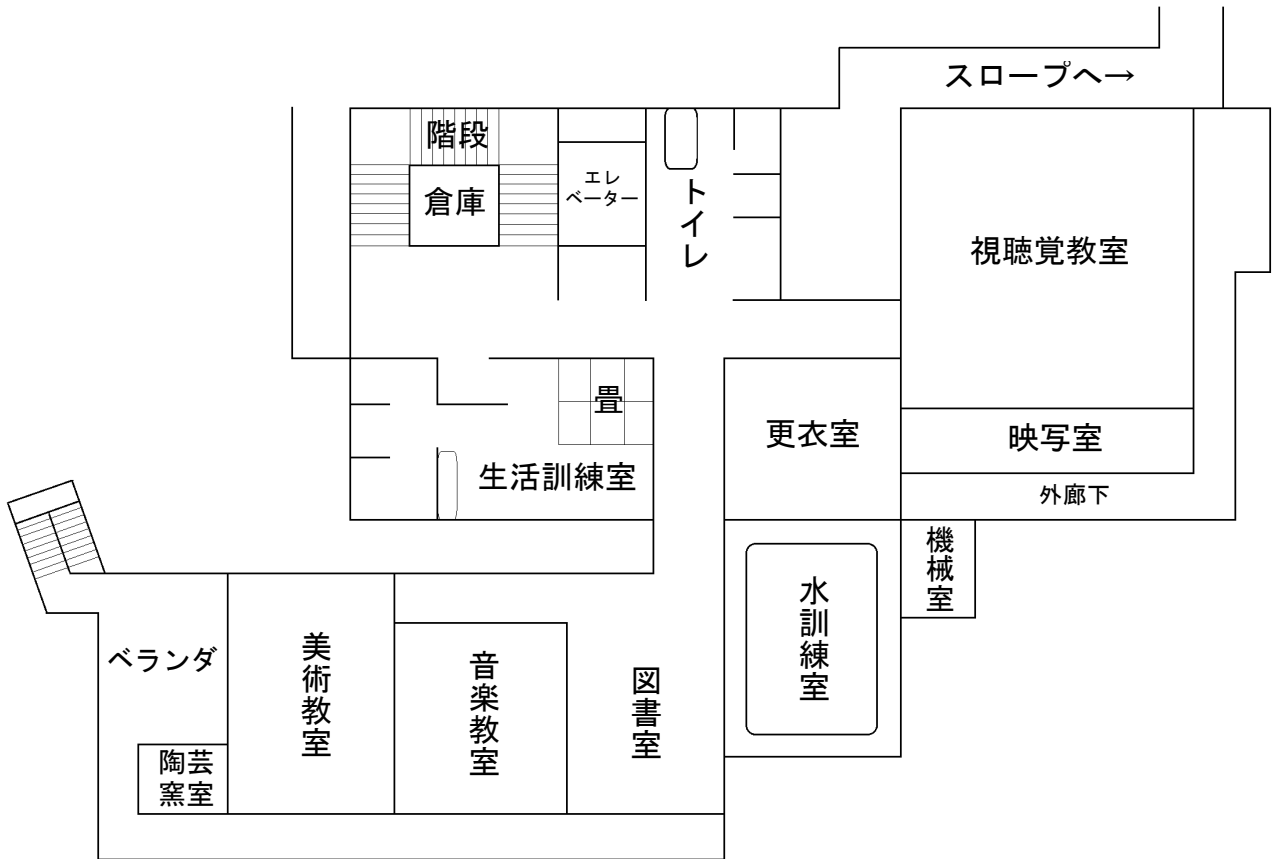 スロープへ→
階段
倉庫
エレ
ベーター
トイレ
視聴覚教室
畳
更衣室
映写室
生活訓練室
外廊下
機械室
水訓練室
ベランダ
美術教室
音楽教室
図書室
陶芸
窯室